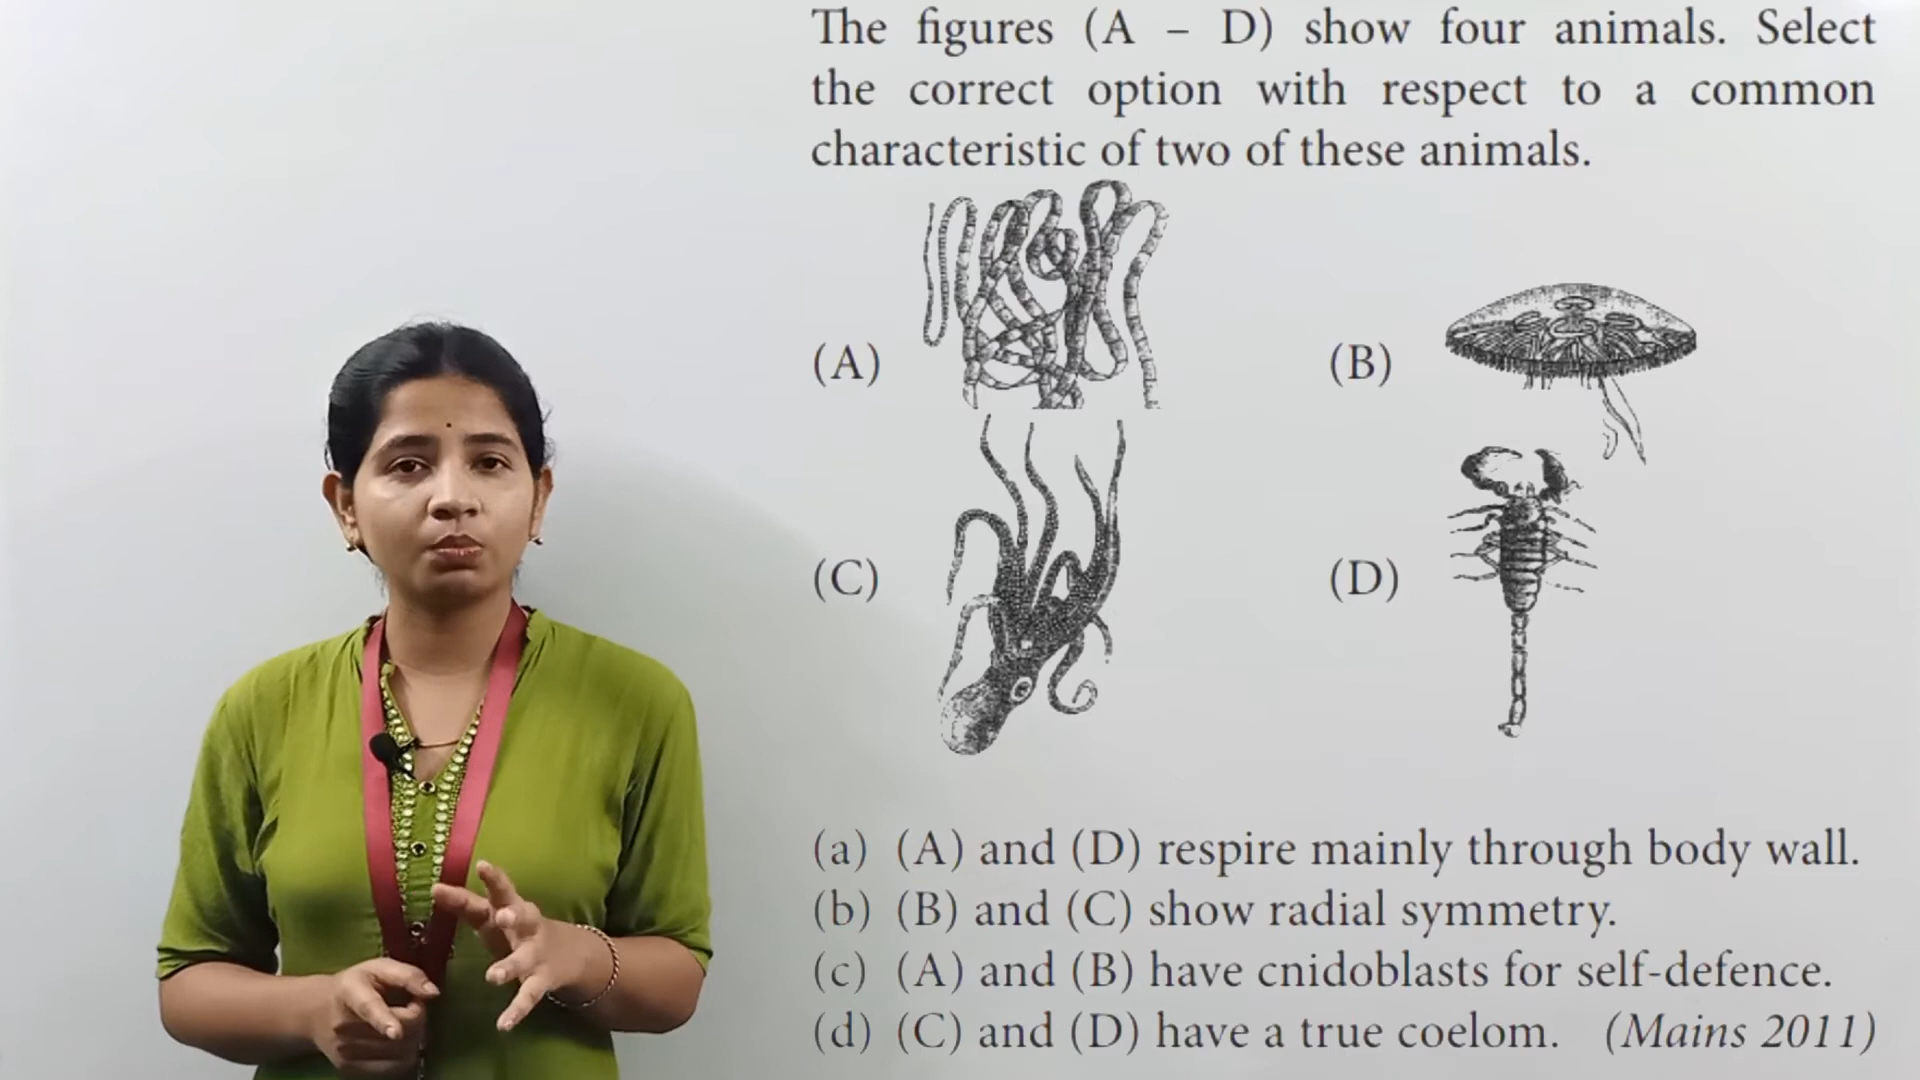 The figures (A – D) show four animals. Select
the correct option with respect to a common
characteristic of two of these animals.
(A)
(B)
(C)
(D)
(a) (A) and (D) respire mainly through body wall.
(b) (B) and (C) show radial symmetry.
(c) (A) and (B) have cnidoblasts for self-defence.
(d) (C) and (D) have a true coelom. (Mains 2011)